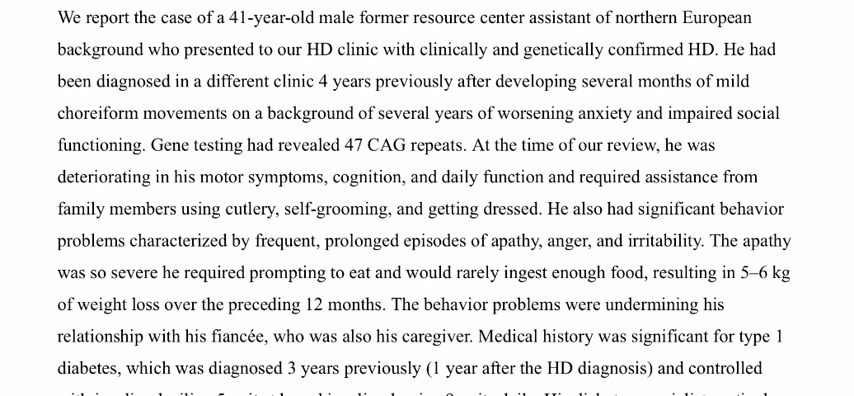 We report the case of a 41-year-old male former resource center assistant of northern European
background who presented to our HD clinic with clinically and genetically confirmed HD. He had
been diagnosed in a different clinic 4 years previously after developing several months of mild
choreiform movements on a background of several years of worsening anxiety and impaired social
functioning. Gene testing had revealed 47 CAG repeats. At the time of our review, he was
deteriorating in his motor symptoms, cognition, and daily function and required assistance from
family members using cutlery, self-grooming, and getting dressed. He also had significant behavior
problems characterized by frequent, prolonged episodes of apathy, anger, and irritability. The apathy
was so severe he required prompting to eat and would rarely ingest enough food, resulting in 5–6 kg
of weight loss over the preceding 12 months. The behavior problems were undermining his
relationship with his fiancée, who was also his caregiver. Medical history was significant for type 1
diabetes, which was diagnosed 3 years previously (1 year after the HD diagnosis) and controlled